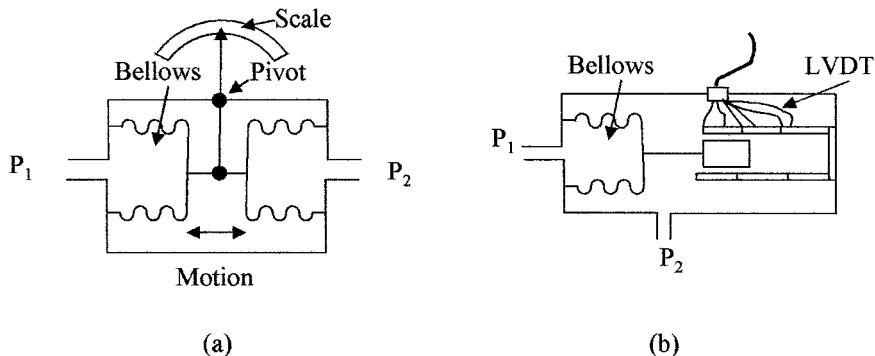 Scale
Bellows
Pivot
P1
P2
Motion
(a)
Bellows
LVDT
P1
P2
(b)